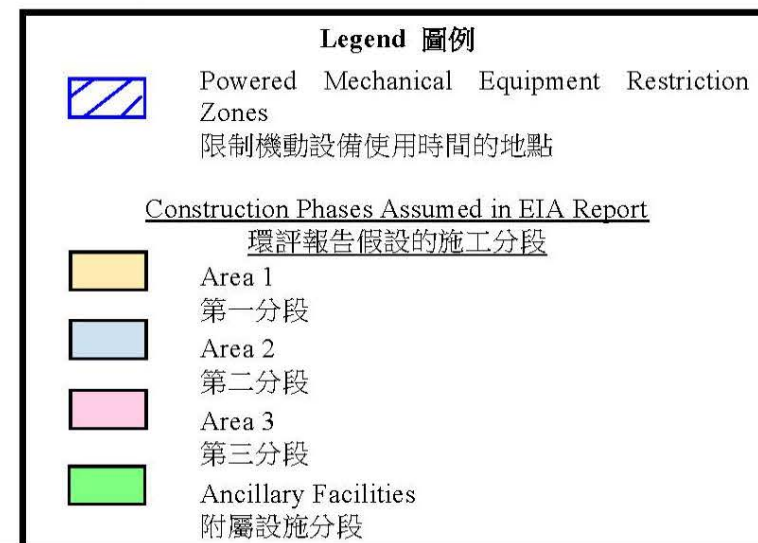 Legend 圖例
Powered Mechanical Equipment Restriction
Zones
限制機動設備使用時間的地點
Construction Phases Assumed in EIA Report
環評報告假設的施工分段
Area 1
第一分段
Area 2
第二分段
Area 3
第三分段
Ancillary Facilities
附屬設施分段